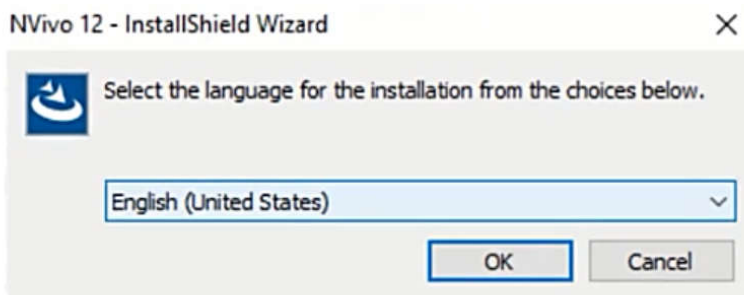 NVivo 12 - InstallShield Wizard
Select the language for the installation from the choices below.
English (United States)
OK
Cancel